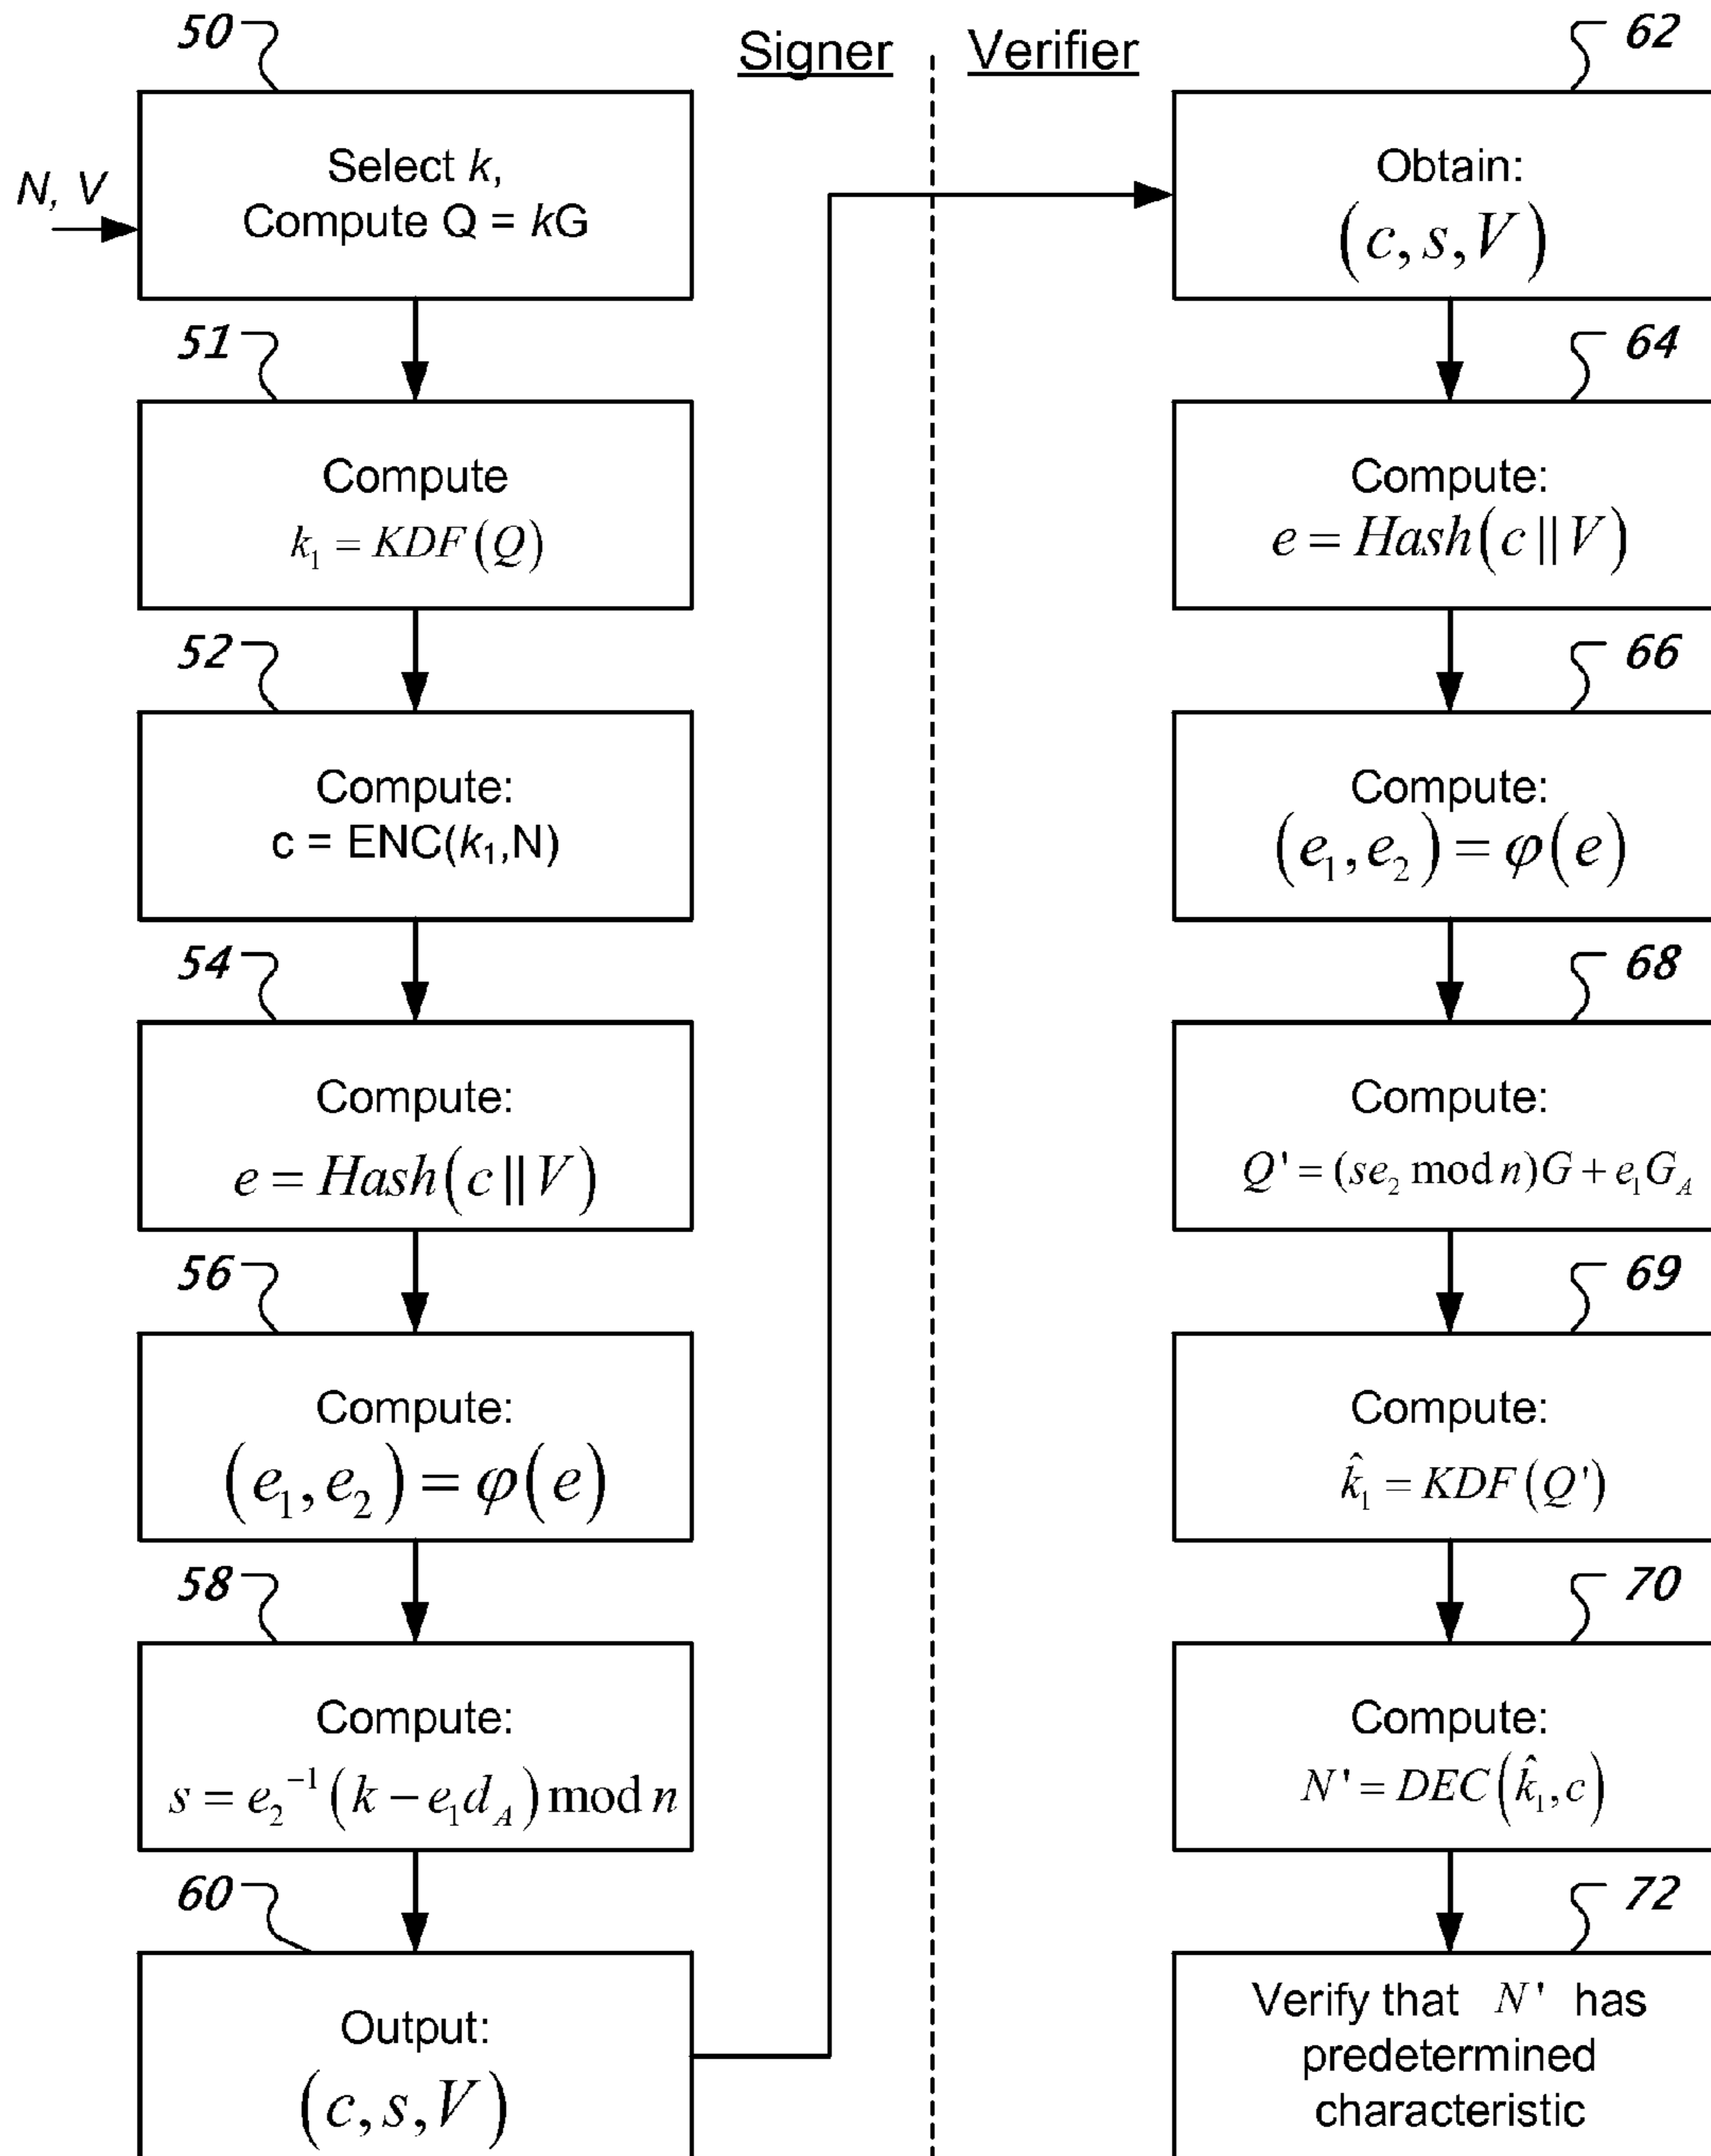 Signer
Verifier
50
N, V
Select k,
Compute Q = kG
51
Compute
k₁ = KDF(Q)
52
Compute:
c = ENC(k₁,N)
54
Compute:
e = Hash(c || V)
56
Compute:
(e₁, e₂) = φ(e)
58
Compute:
s = e₂⁻¹(k − e₁d_A) mod n
60
Output:
(c, s, V)
62
Obtain:
(c, s, V)
64
Compute:
e = Hash(c || V)
66
Compute:
(e₁, e₂) = φ(e)
68
Compute:
Q' = (se₂ mod n)G + e₁G_A
69
Compute:
k̂₁ = KDF(Q')
70
Compute:
N' = DEC(k̂₁, c)
72
Verify that N' has
predetermined
characteristic